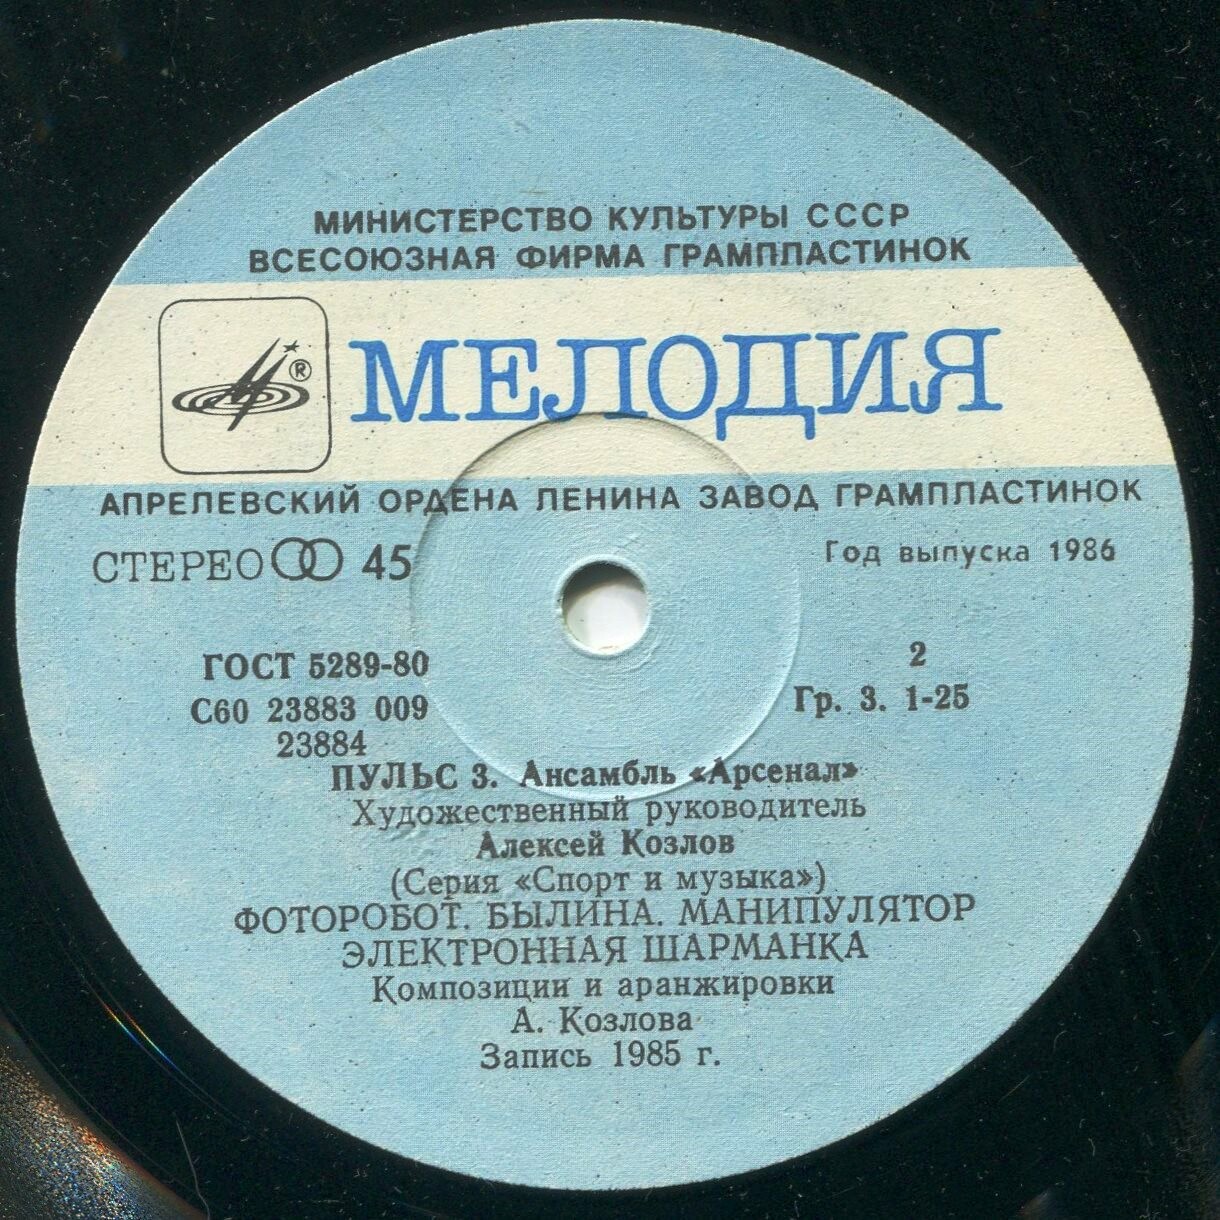 МИНИСТЕРСТВО КУЛЬТУРЫ СССР
ВСЕСОЮЗНАЯ ФИРМА ГРАМПЛАСТИНОК
®
МЕЛОДИЯ
АПРЕЛЕВСКИЙ ОРДЕНА ЛЕНИНА ЗАВОД ГРАМПЛАСТИНОК
СТЕРЕО 45
Год выпуска 1986
ГОСТ 5289-80
С60 23883 009
23884
2
Гр. 3. 1-25
ПУЛЬС 3. Ансамбль «Арсенал»
Художественный руководитель
Алексей Козлов
(Серия «Спорт и музыка»)
ФОТОРОБОТ. БЫЛИНА. МАНИПУЛЯТОР
ЭЛЕКТРОННАЯ ШАРМАНКА
Композиции и аранжировки
А. Козлова
Запись 1985 г.